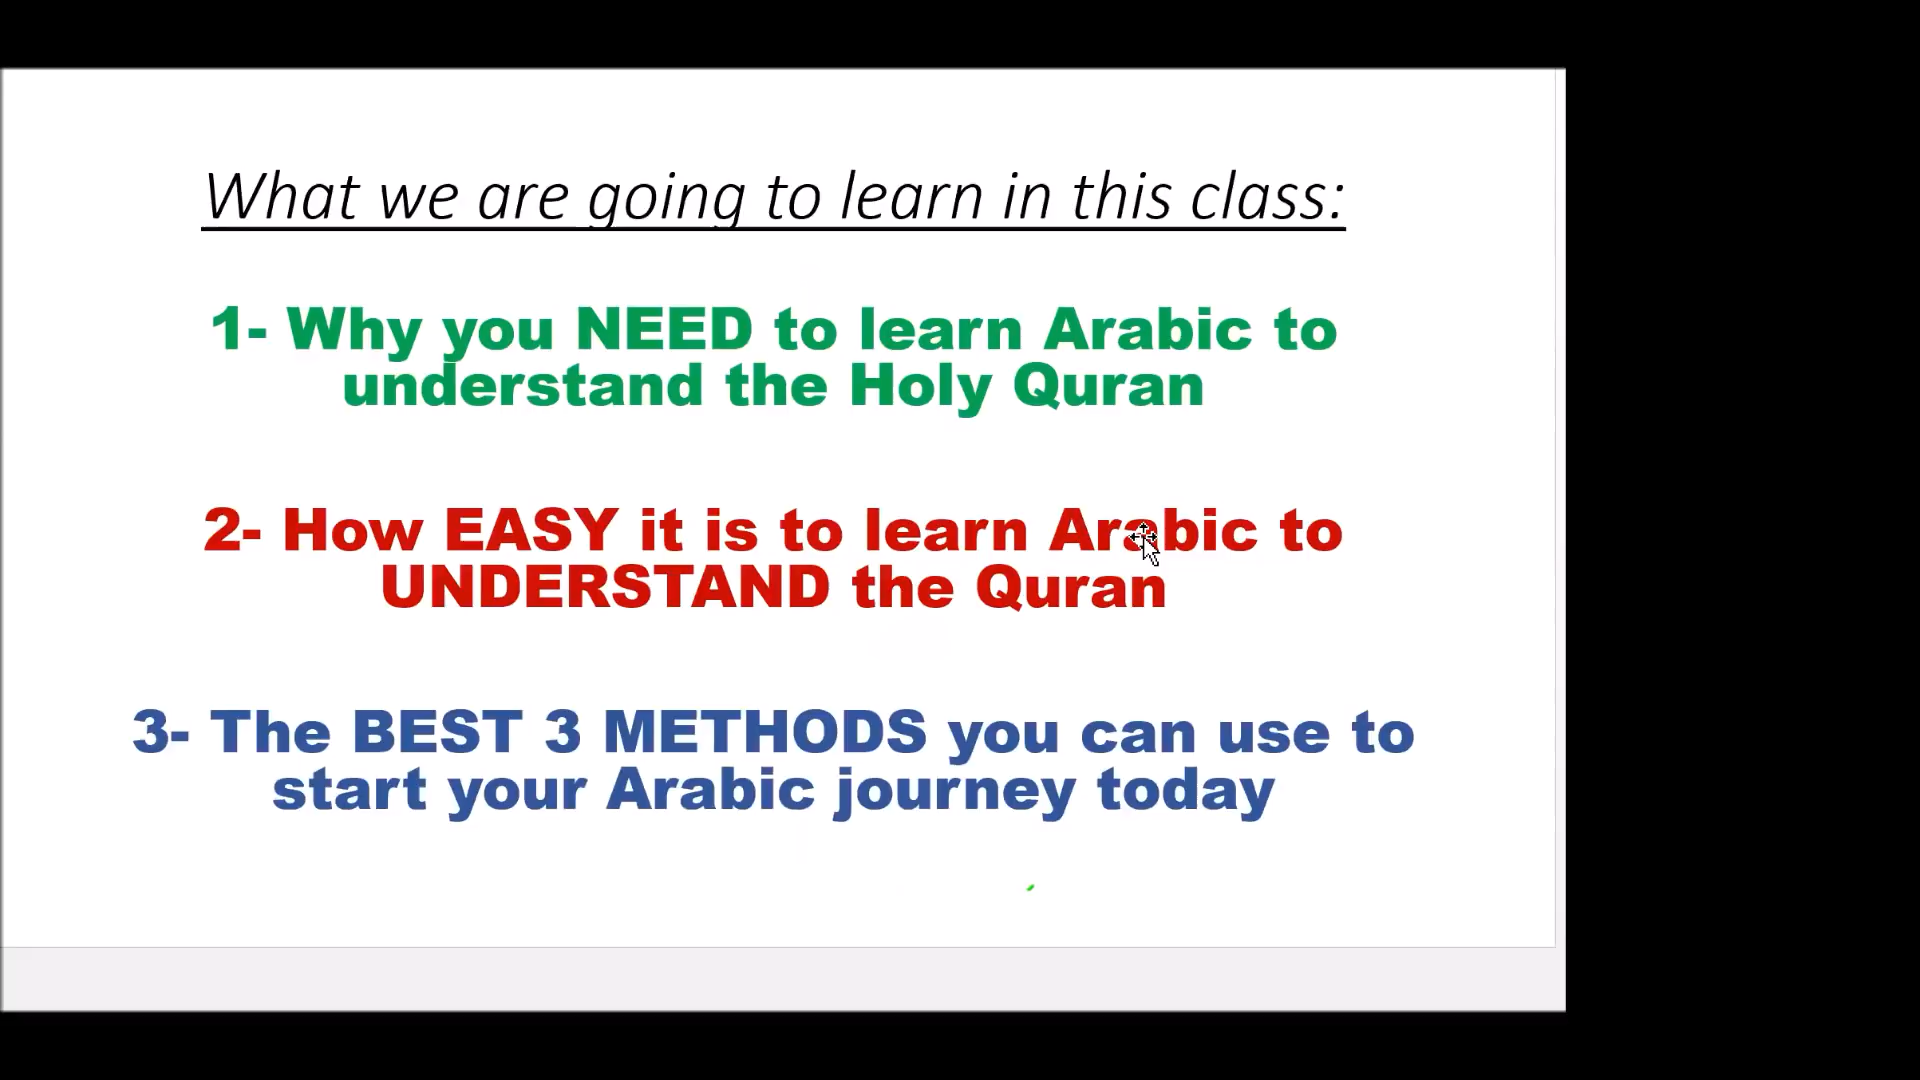 What we are going to learn in this class:
1- Why you NEED to learn Arabic to
understand the Holy Quran
2- How EASY it is to learn Arabic to
UNDERSTAND the Quran
3- The BEST 3 METHODS you can use to
start your Arabic journey today